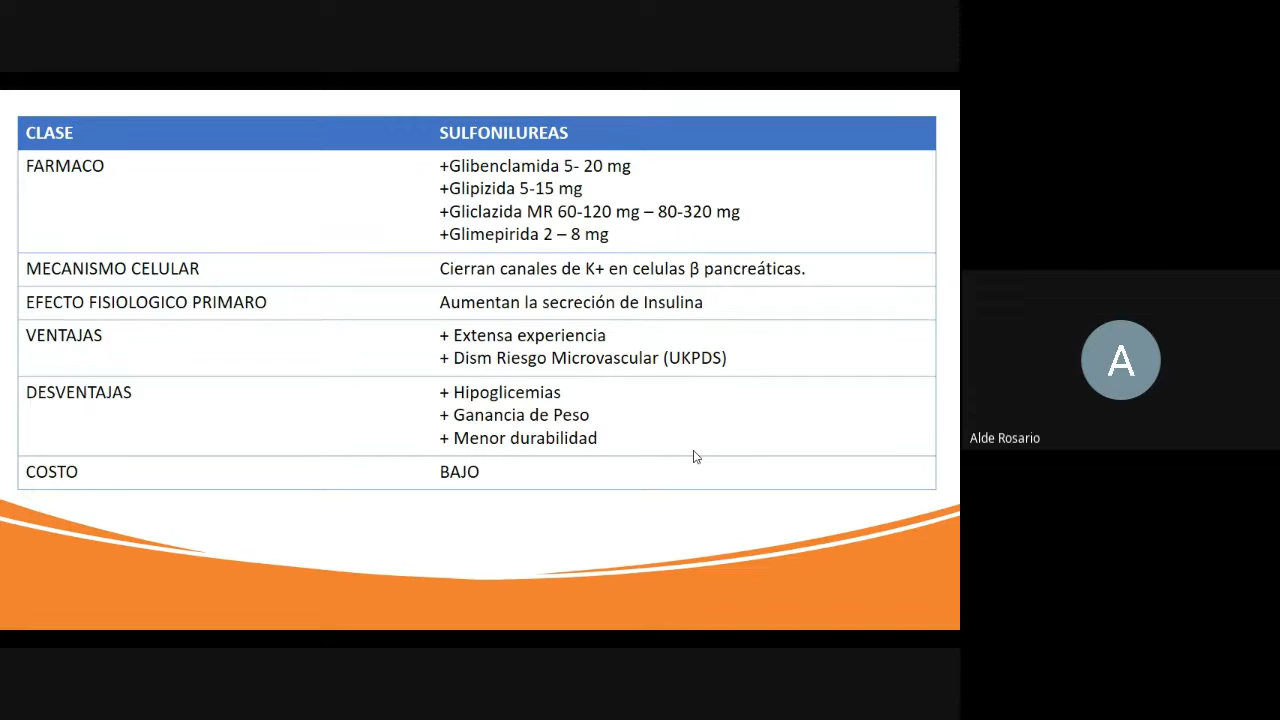 CLASE SULFONILUREAS
FARMACO +Glibenclamida 5- 20 mg
+Glipizida 5-15 mg
+Gliclazida MR 60-120 mg – 80-320 mg
+Glimepirida 2 – 8 mg
MECANISMO CELULAR Cierran canales de K+ en celulas β pancreáticas.
EFECTO FISIOLOGICO PRIMARO Aumentan la secreción de Insulina
VENTAJAS + Extensa experiencia
+ Dism Riesgo Microvascular (UKPDS)
DESVENTAJAS + Hipoglicemias
+ Ganancia de Peso
+ Menor durabilidad
COSTO BAJO
A
Alde Rosario